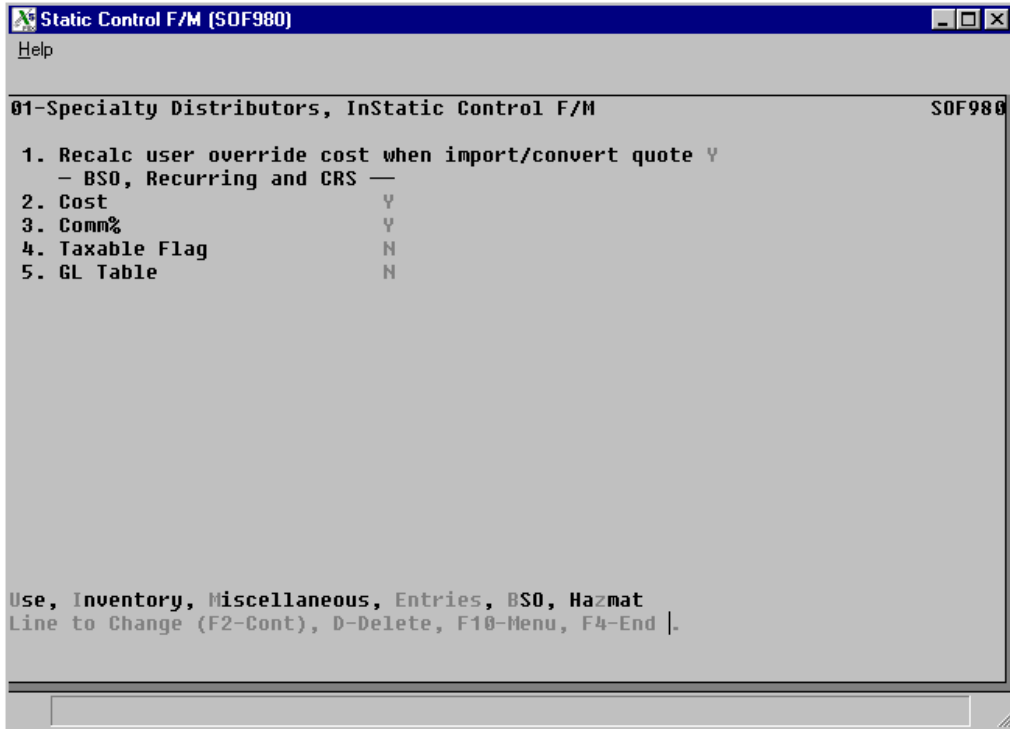 Static Control F/M (SOF980)
Help
01-Specialty Distributors, InStatic Control F/M SOF980
1. Recalc user override cost when import/convert quote Y
— BSO, Recurring and CRS —
2. Cost Y
3. Comm% Y
4. Taxable Flag N
5. GL Table N
Use, Inventory, Miscellaneous, Entries, BSO, Hazmat
Line to Change (F2-Cont), D-Delete, F10-Menu, F4-End .